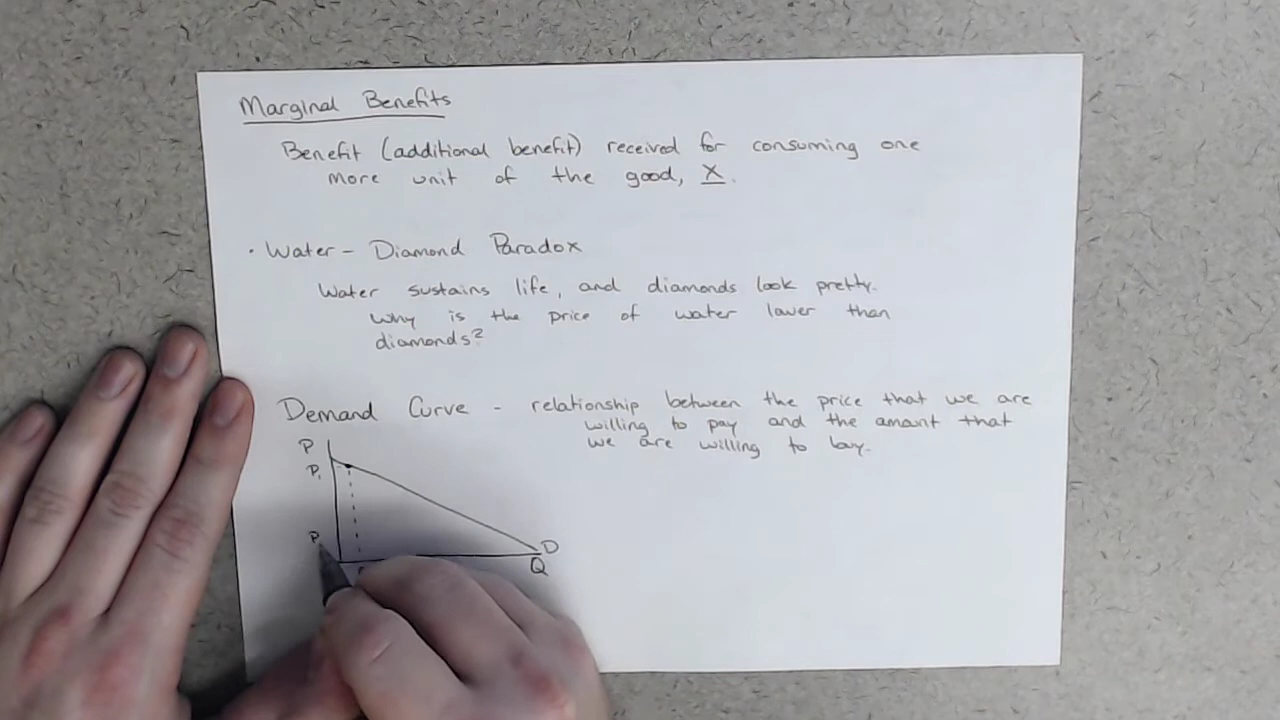 Marginal Benefits
Benefit (additional benefit) received for consuming one
more unit of the good, X.
• Water - Diamond Paradox
Water sustains life, and diamonds look pretty.
Why is the price of water lower than
diamonds?
Demand Curve - relationship between the price that we are
willing to pay and the amount that
we are willing to buy.
P
P₁
P
D
Q